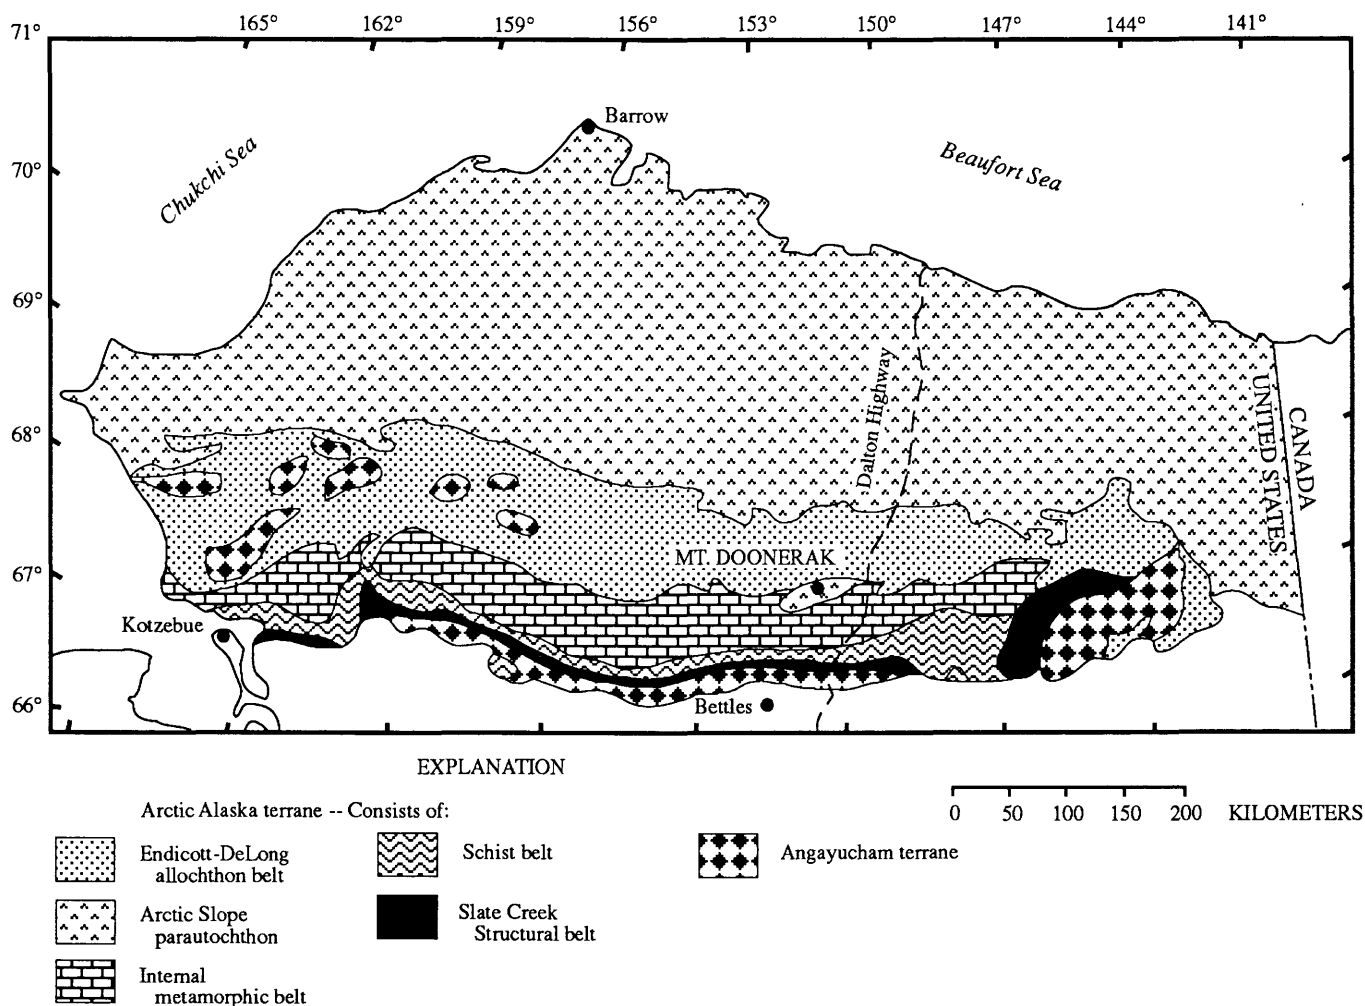 165° 162° 159° 156° 153° 150° 147° 144° 141°
71°
70°
69°
68°
67°
66°
Barrow
Chukchi Sea
Beaufort Sea
Dalton Highway
UNITED STATES
CANADA
MT. DOONERAK
Kotzebue
Bettles
EXPLANATION
Arctic Alaska terrane -- Consists of:
Endicott-DeLong
allochthon belt
Arctic Slope
parautochthon
Internal
metamorphic belt
Schist belt
Slate Creek
Structural belt
Angayucham terrane
0 50 100 150 200 KILOMETERS